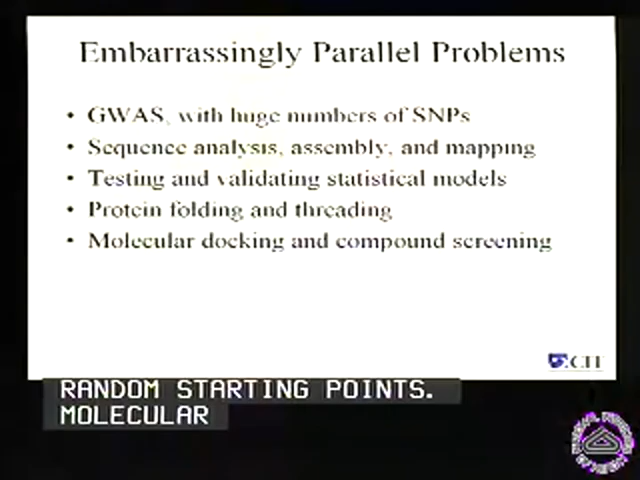 Embarrassingly Parallel Problems
• GWAS, with huge numbers of SNPs
• Sequence analysis, assembly, and mapping
• Testing and validating statistical models
• Protein folding and threading
• Molecular docking and compound screening
CIT
RANDOM STARTING POINTS.
MOLECULAR